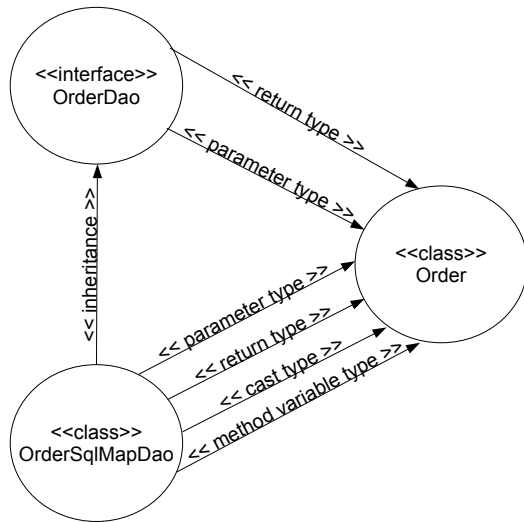 <<interface>>
OrderDao
<< return type >>
<< parameter type >>
<< inheritance >>
<<class>>
Order
<< parameter type >>
<< return type >>
<< cast type >>
<< method variable type >>
<<class>>
OrderSqlMapDao